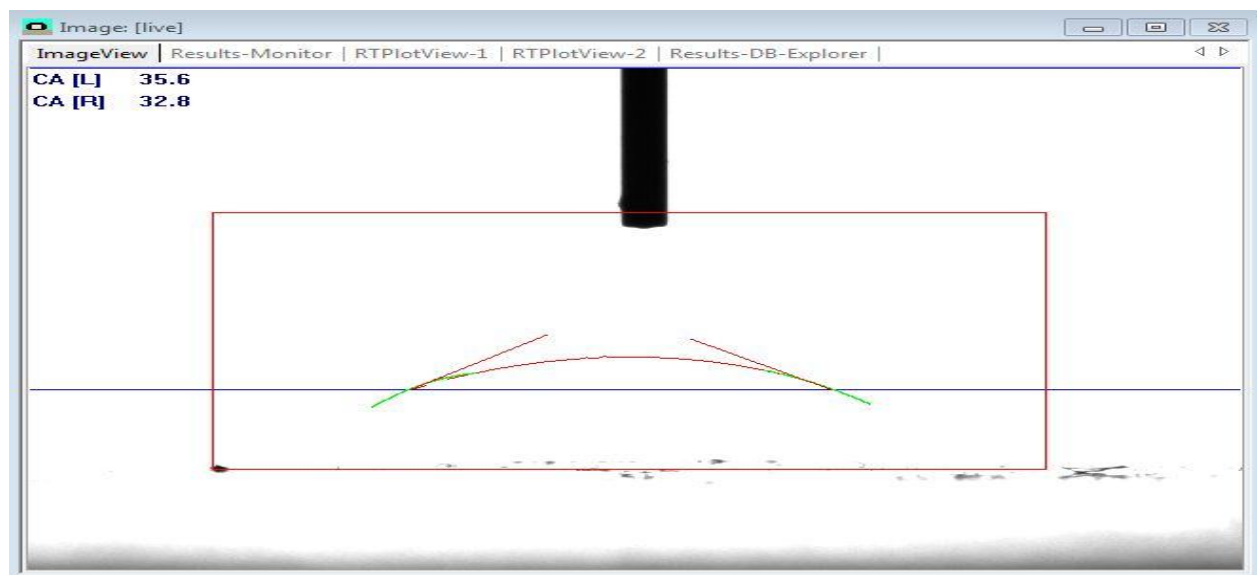 Image: [live]
ImageView | Results-Monitor | RTPlotView-1 | RTPlotView-2 | Results-DB-Explorer |
CA [L] 35.6
CA [R] 32.8